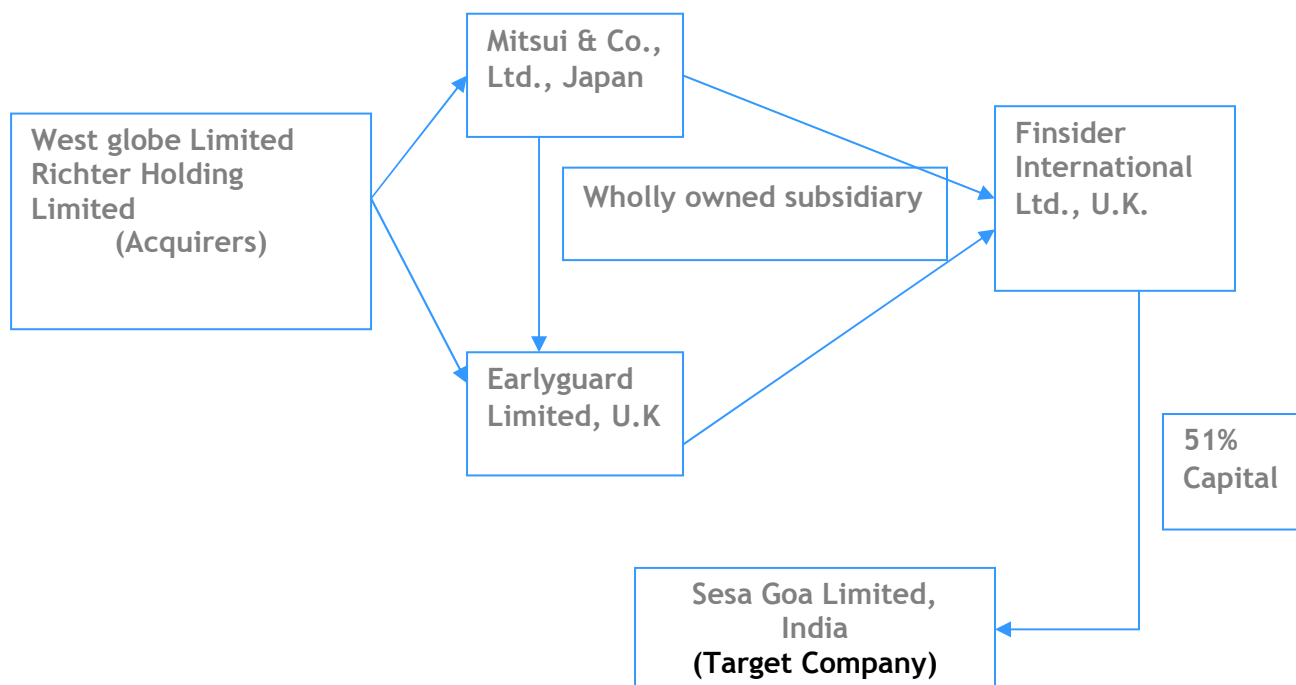 Mitsui & Co.,
Ltd., Japan
West globe Limited
Richter Holding
Limited
(Acquirers)
Finsider
International
Ltd., U.K.
Wholly owned subsidiary
Earlyguard
Limited, U.K
51%
Capital
Sesa Goa Limited,
India
(Target Company)